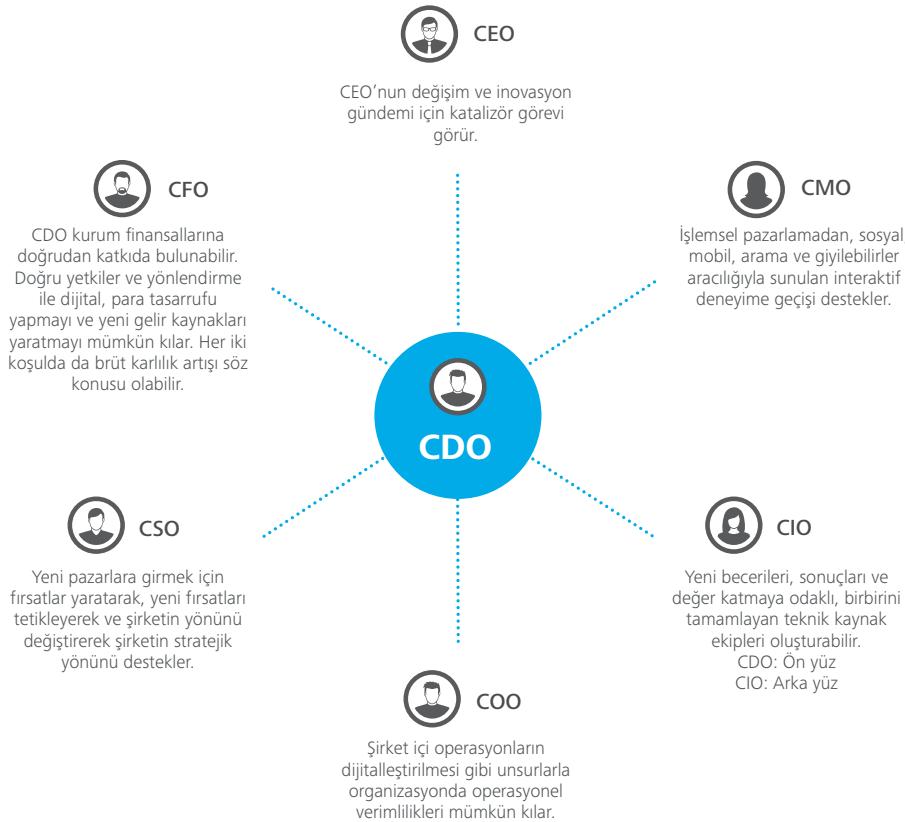 CEO
CEO’nun değişim ve inovasyon
gündemi için katalizör görevi
görür.
CFO
CDO kurum finansallarına
doğrudan katkıda bulunabilir.
Doğru yetkiler ve yönlendirme
ile dijital, para tasarrufu
yapmayı ve yeni gelir kaynakları
yaratmayı mümkün kılar. Her iki
koşulda da brüt karlılık artışı söz
konusu olabilir.
CMO
İşlemsel pazarlamadan, sosyal,
mobil, arama ve giyilebilirler
aracılığıyla sunulan interaktif
deneyime geçişi destekler.
CDO
CSO
Yeni pazarlara girmek için
fırsatlar yaratarak, yeni fırsatları
tetikleyerek ve şirketin yönünü
değiştirerek şirketin stratejik
yönünü destekler.
CIO
Yeni becerileri, sonuçları ve
değer katmaya odaklı, birbirini
tamamlayan teknik kaynak
ekipleri oluşturabilir.
CDO: Ön yüz
CIO: Arka yüz
COO
Şirket içi operasyonların
dijitalleştirilmesi gibi unsurlarla
organizasyonda operasyonel
verimlilikleri mümkün kılar.